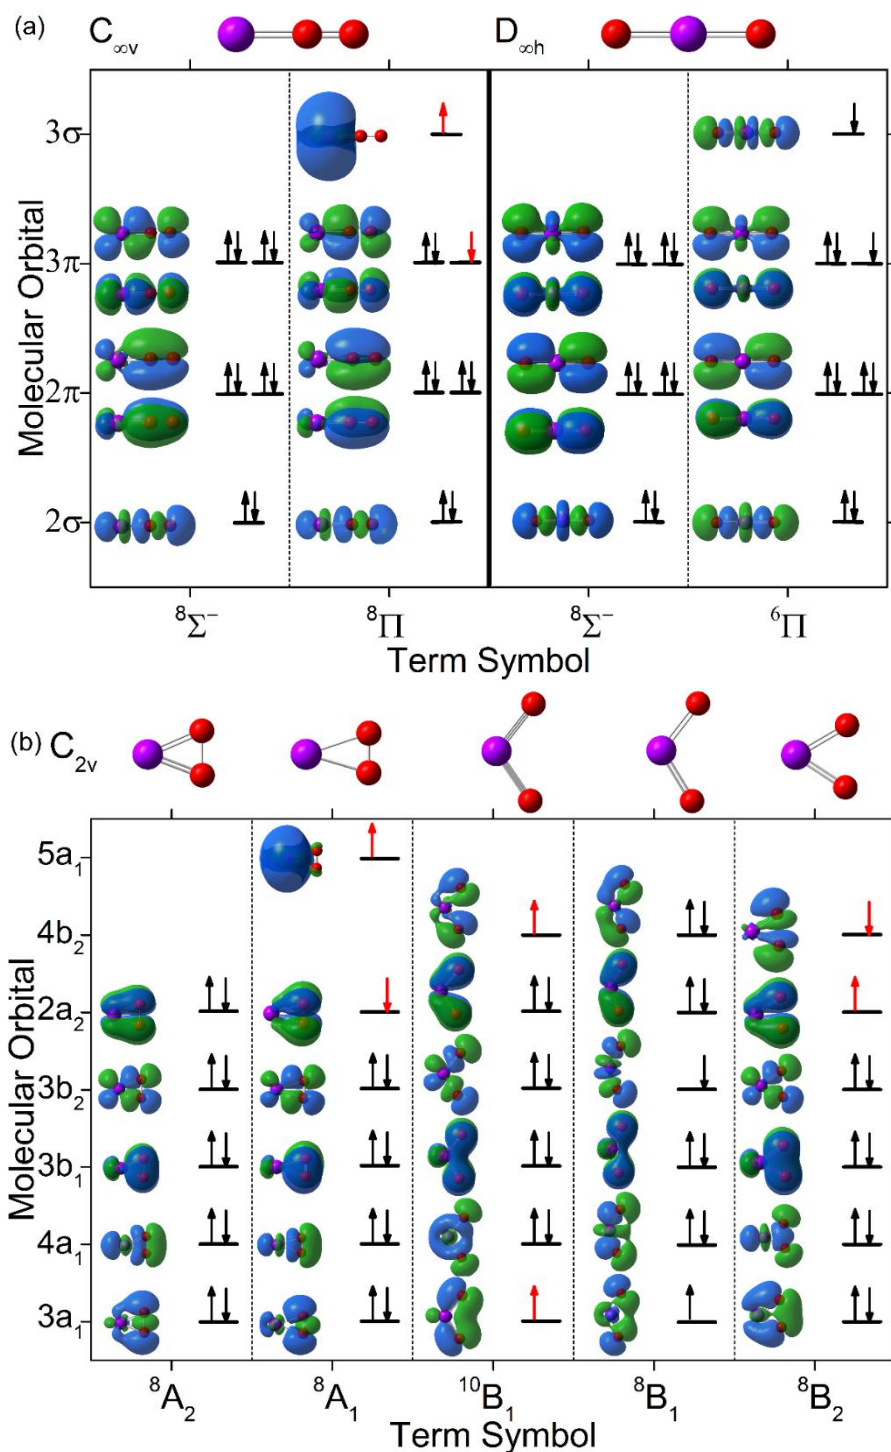 (a) C∞v D∞h
3σ
3π
2π
2σ
Molecular Orbital
⁸Σ⁻ ⁸Π ⁸Σ⁻ ⁶Π
Term Symbol
(b) C₂ᵥ
5a₁
4b₂
2a₂
3b₂
3b₁
4a₁
3a₁
Molecular Orbital
⁸A₂ ⁸A₁ ¹⁰B₁ ⁸B₁ ⁸B₂
Term Symbol